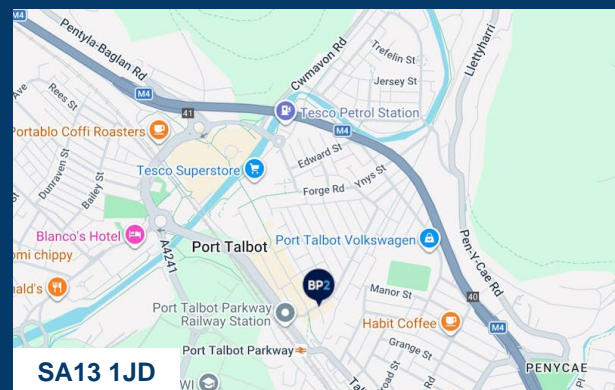 M4
Pentyla-Baglan Rd
Cwmavon Rd
Trefelin St
Jersey St
Llettyharri
Rees St
M4
41
Tesco Petrol Station
Portablo Coffi Roasters
M4
Dunraven St
Bailey St
Tesco Superstore
Edward St
Forge Rd
Ynys St
Blanco's Hotel
Port Talbot
Port Talbot Volkswagen
Pen-Y-Cae Rd
A4241
omi chippy
ald's
BP2
Manor St
40
Port Talbot Parkway
Railway Station
Habit Coffee
M4
Grange St
Port Talbot Parkway
PENYCAE
SA13 1JD